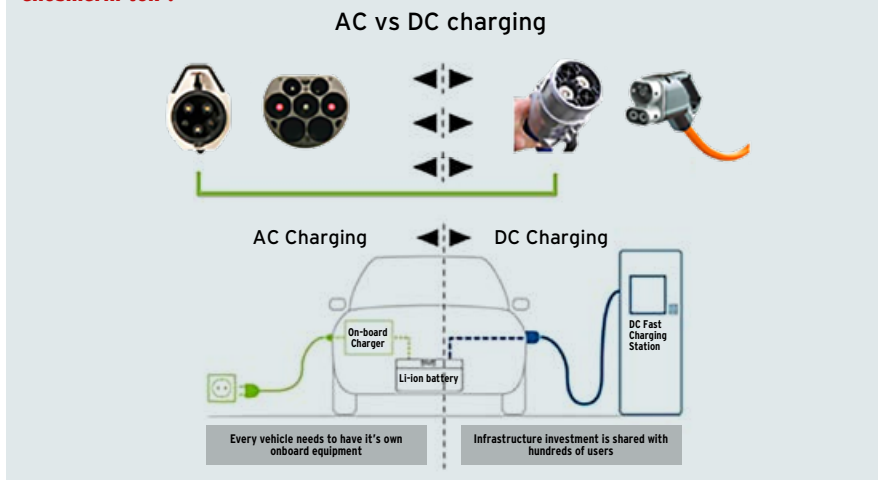 AC vs DC charging
AC Charging
DC Charging
On-board
Charger
Li-ion battery
DC Fast
Charging
Station
Every vehicle needs to have it's own
onboard equipment
Infrastructure investment is shared with
hundreds of users